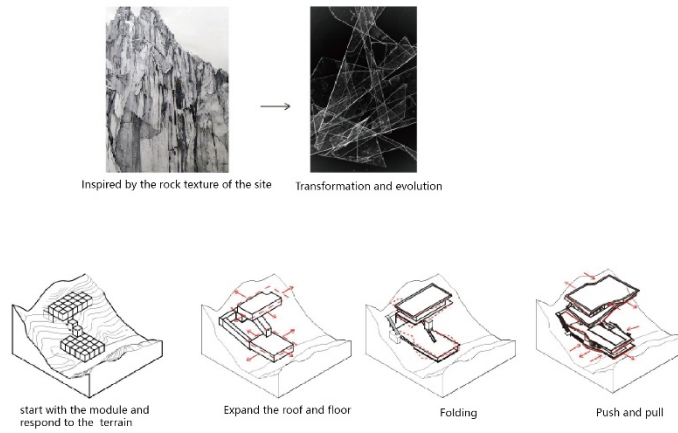 Inspired by the rock texture of the site
Transformation and evolution
start with the module and
respond to the terrain
Expand the roof and floor
Folding
Push and pull